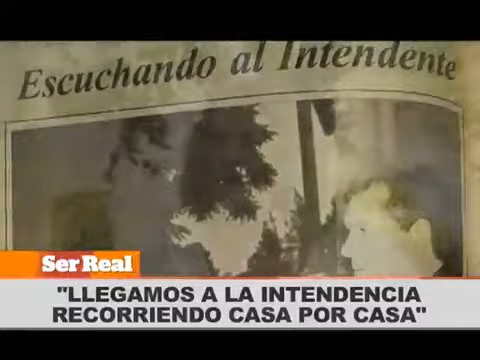 Escuchando al Intendente
Ser Real
"LLEGAMOS A LA INTENDENCIA
RECORRIENDO CASA POR CASA"